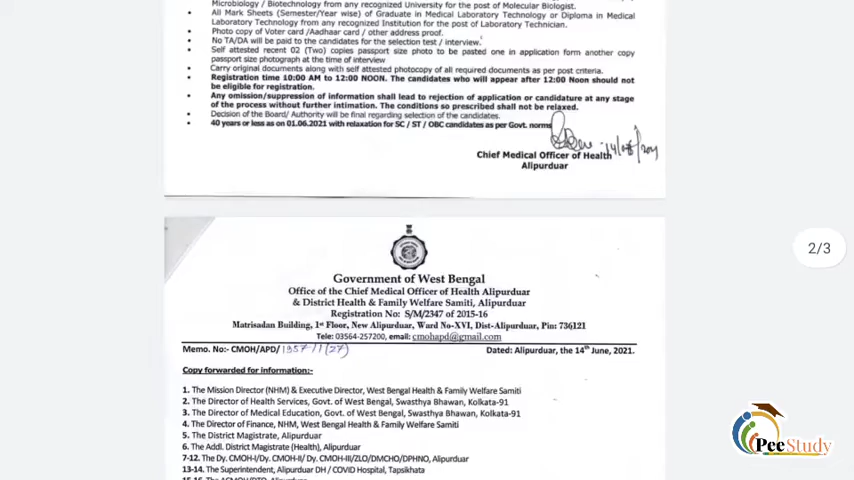 Microbiology / Biotechnology from any recognized University for the post of Molecular Biologist.
All Mark Sheets (Semester/Year wise) of Graduate in Medical Laboratory Technology or Diploma in Medical
Laboratory Technology from any recognized Institution for the post of Laboratory Technician.
Photo copy of Voter card /Aadhaar card / other address proof.
No TA/DA will be paid to the candidates for the selection test / interview.
Self attested recent 02 (Two) copies passport size photo to be pasted one in application form another copy
passport size photograph at the time of interview
Carry original documents along with self attested photocopy of all required documents as per post criteria.
Registration time 10:00 AM to 12:00 NOON. The candidates who will appear after 12:00 Noon should not
be eligible for registration.
Any omission/suppression of information shall lead to rejection of application or candidature at any stage
of the process without further intimation. The conditions so prescribed shall not be relaxed.
Decision of the Board/ Authority will be final regarding selection of the candidates.
40 years or less as on 01.06.2021 with relaxation for SC / ST / OBC candidates as per Govt. norms
Chief Medical Officer of Health
Alipurduar
2/3
Government of West Bengal
Office of the Chief Medical Officer of Health Alipurduar
& District Health & Family Welfare Samiti, Alipurduar
Registration No: S/M/2347 of 2015-16
Matrisadan Building, 1st Floor, New Alipurduar, Ward No-XVI, Dist-Alipurduar, Pin: 736121
Tele: 03564-257200, email: cmohapd@gmail.com
Memo. No:- CMOH/APD/1957/1(27) Dated: Alipurduar, the 14th June, 2021.
Copy forwarded for information:-
1. The Mission Director (NHM) & Executive Director, West Bengal Health & Family Welfare Samiti
2. The Director of Health Services, Govt. of West Bengal, Swasthya Bhawan, Kolkata-91
3. The Director of Medical Education, Govt. of West Bengal, Swasthya Bhawan, Kolkata-91
4. The Director of Finance, NHM, West Bengal Health & Family Welfare Samiti
5. The District Magistrate, Alipurduar
6. The Addl. District Magistrate (Health), Alipurduar
7-12. The Dy. CMOH-I/Dy. CMOH-II/ Dy. CMOH-III/ZLO/DMCHO/DPHNO, Alipurduar
13-14. The Superintendent, Alipurduar DH / COVID Hospital, Tapsikhata
PeeStudy